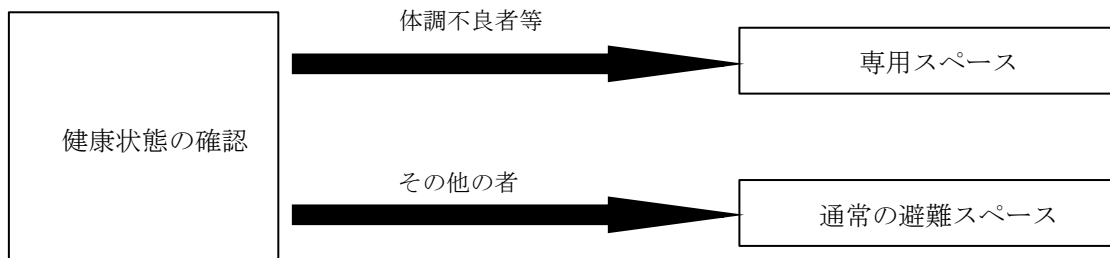 体調不良者等
専用スペース
健康状態の確認
その他の者
通常の避難スペース